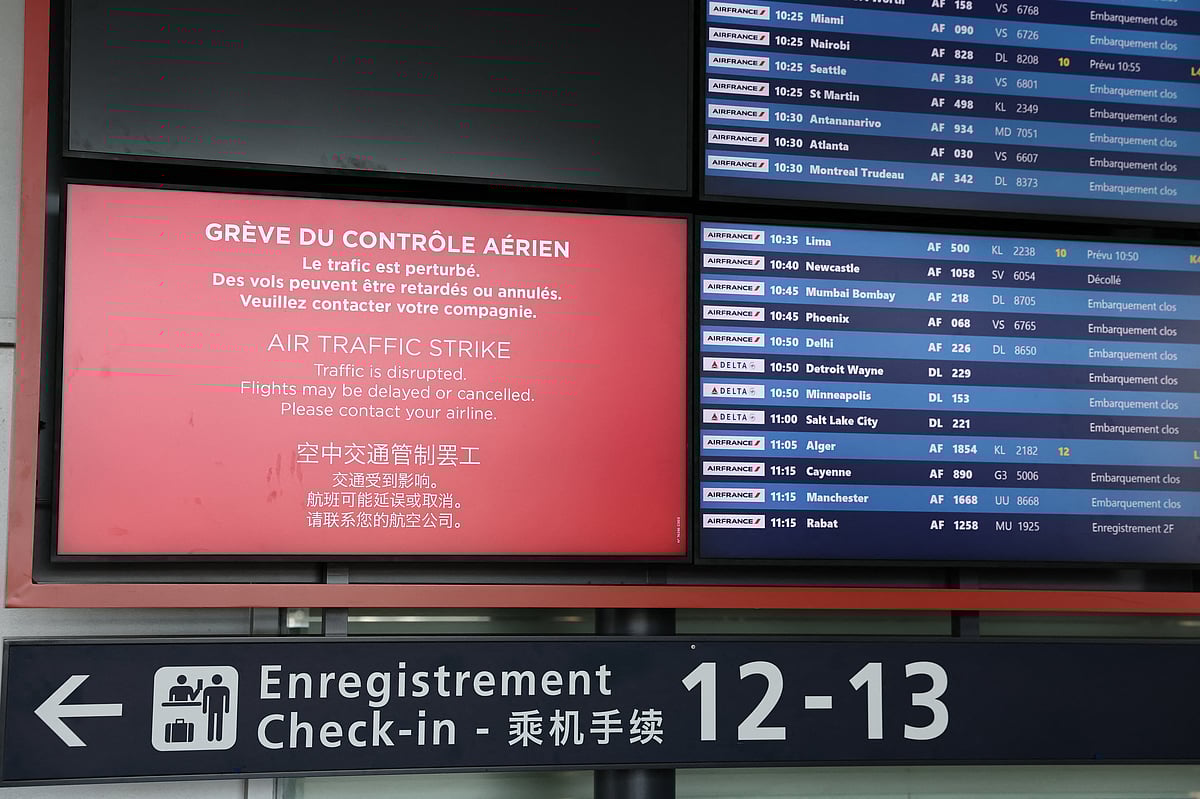 GRÈVE DU CONTRÔLE AÉRIEN
Le trafic est perturbé.
Des vols peuvent être retardés ou annulés.
Veuillez contacter votre compagnie.
AIR TRAFFIC STRIKE
Traffic is disrupted.
Flights may be delayed or cancelled.
Please contact your airline.
空中交通管制罢工
交通受到影响。
航班可能延误或取消。
请联系您的航空公司。
AF 158 VS 6768 Embarquement clos
AIRFRANCE 10:25 Miami AF 090 VS 6726 Embarquement clos
AIRFRANCE 10:25 Nairobi AF 828 DL 8208 10 Prévu 10:55
AIRFRANCE 10:25 Seattle AF 338 VS 6801 Embarquement clos
AIRFRANCE 10:25 St Martin AF 498 KL 2349 Embarquement clos
AIRFRANCE 10:30 Antananarivo AF 934 MD 7051 Embarquement clos
AIRFRANCE 10:30 Atlanta AF 030 VS 6607 Embarquement clos
AIRFRANCE 10:30 Montreal Trudeau AF 342 DL 8373 Embarquement clos
AIRFRANCE 10:35 Lima AF 500 KL 2238 10 Prévu 10:50
AIRFRANCE 10:40 Newcastle AF 1058 SV 6054 Décollé
AIRFRANCE 10:45 Mumbai Bombay AF 218 DL 8705 Embarquement clos
AIRFRANCE 10:45 Phoenix AF 068 VS 6765 Embarquement clos
AIRFRANCE 10:50 Delhi AF 226 DL 8650 Embarquement clos
DELTA 10:50 Detroit Wayne DL 229 Embarquement clos
DELTA 10:50 Minneapolis DL 153 Embarquement clos
DELTA 11:00 Salt Lake City DL 221 Embarquement clos
AIRFRANCE 11:05 Alger AF 1854 KL 2182 12
AIRFRANCE 11:15 Cayenne AF 890 G3 5006 Embarquement clos
AIRFRANCE 11:15 Manchester AF 1668 UU 8668 Embarquement clos
AIRFRANCE 11:15 Rabat AF 1258 MU 1925 Enregistrement 2F
Enregistrement
Check-in - 乘机手续
12-13